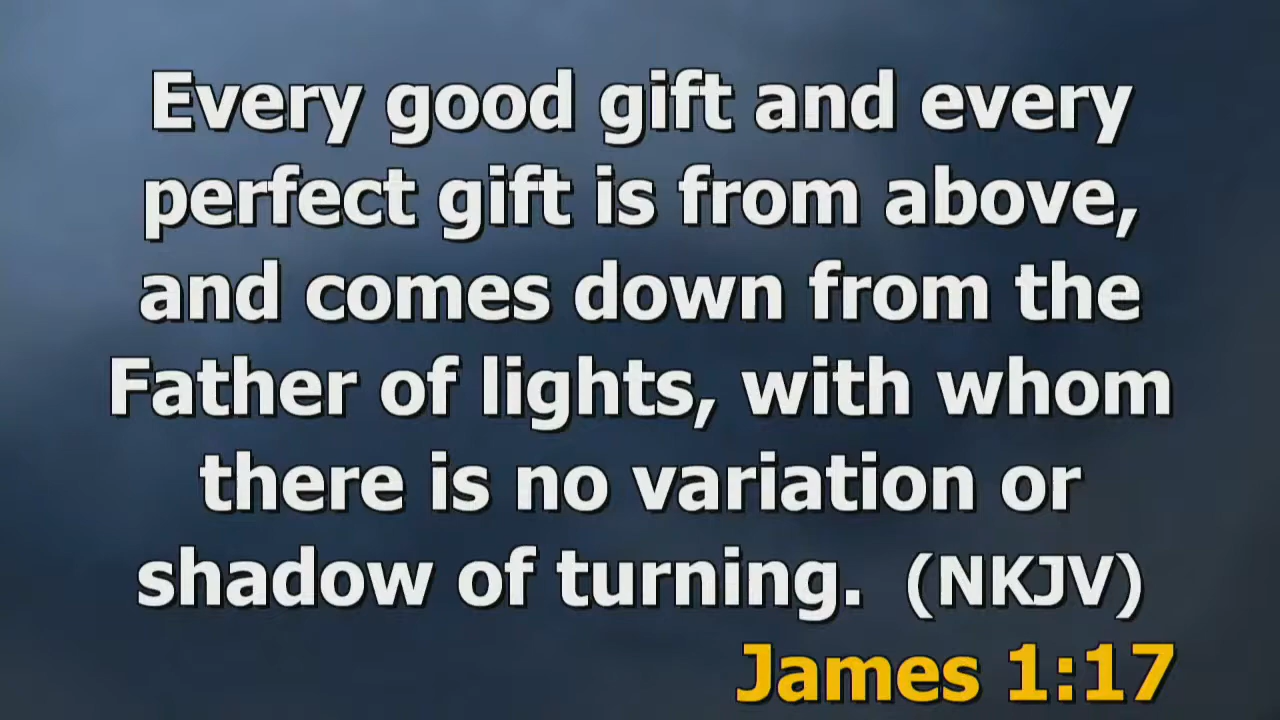 Every good gift and every
perfect gift is from above,
and comes down from the
Father of lights, with whom
there is no variation or
shadow of turning.  (NKJV)
James 1:17